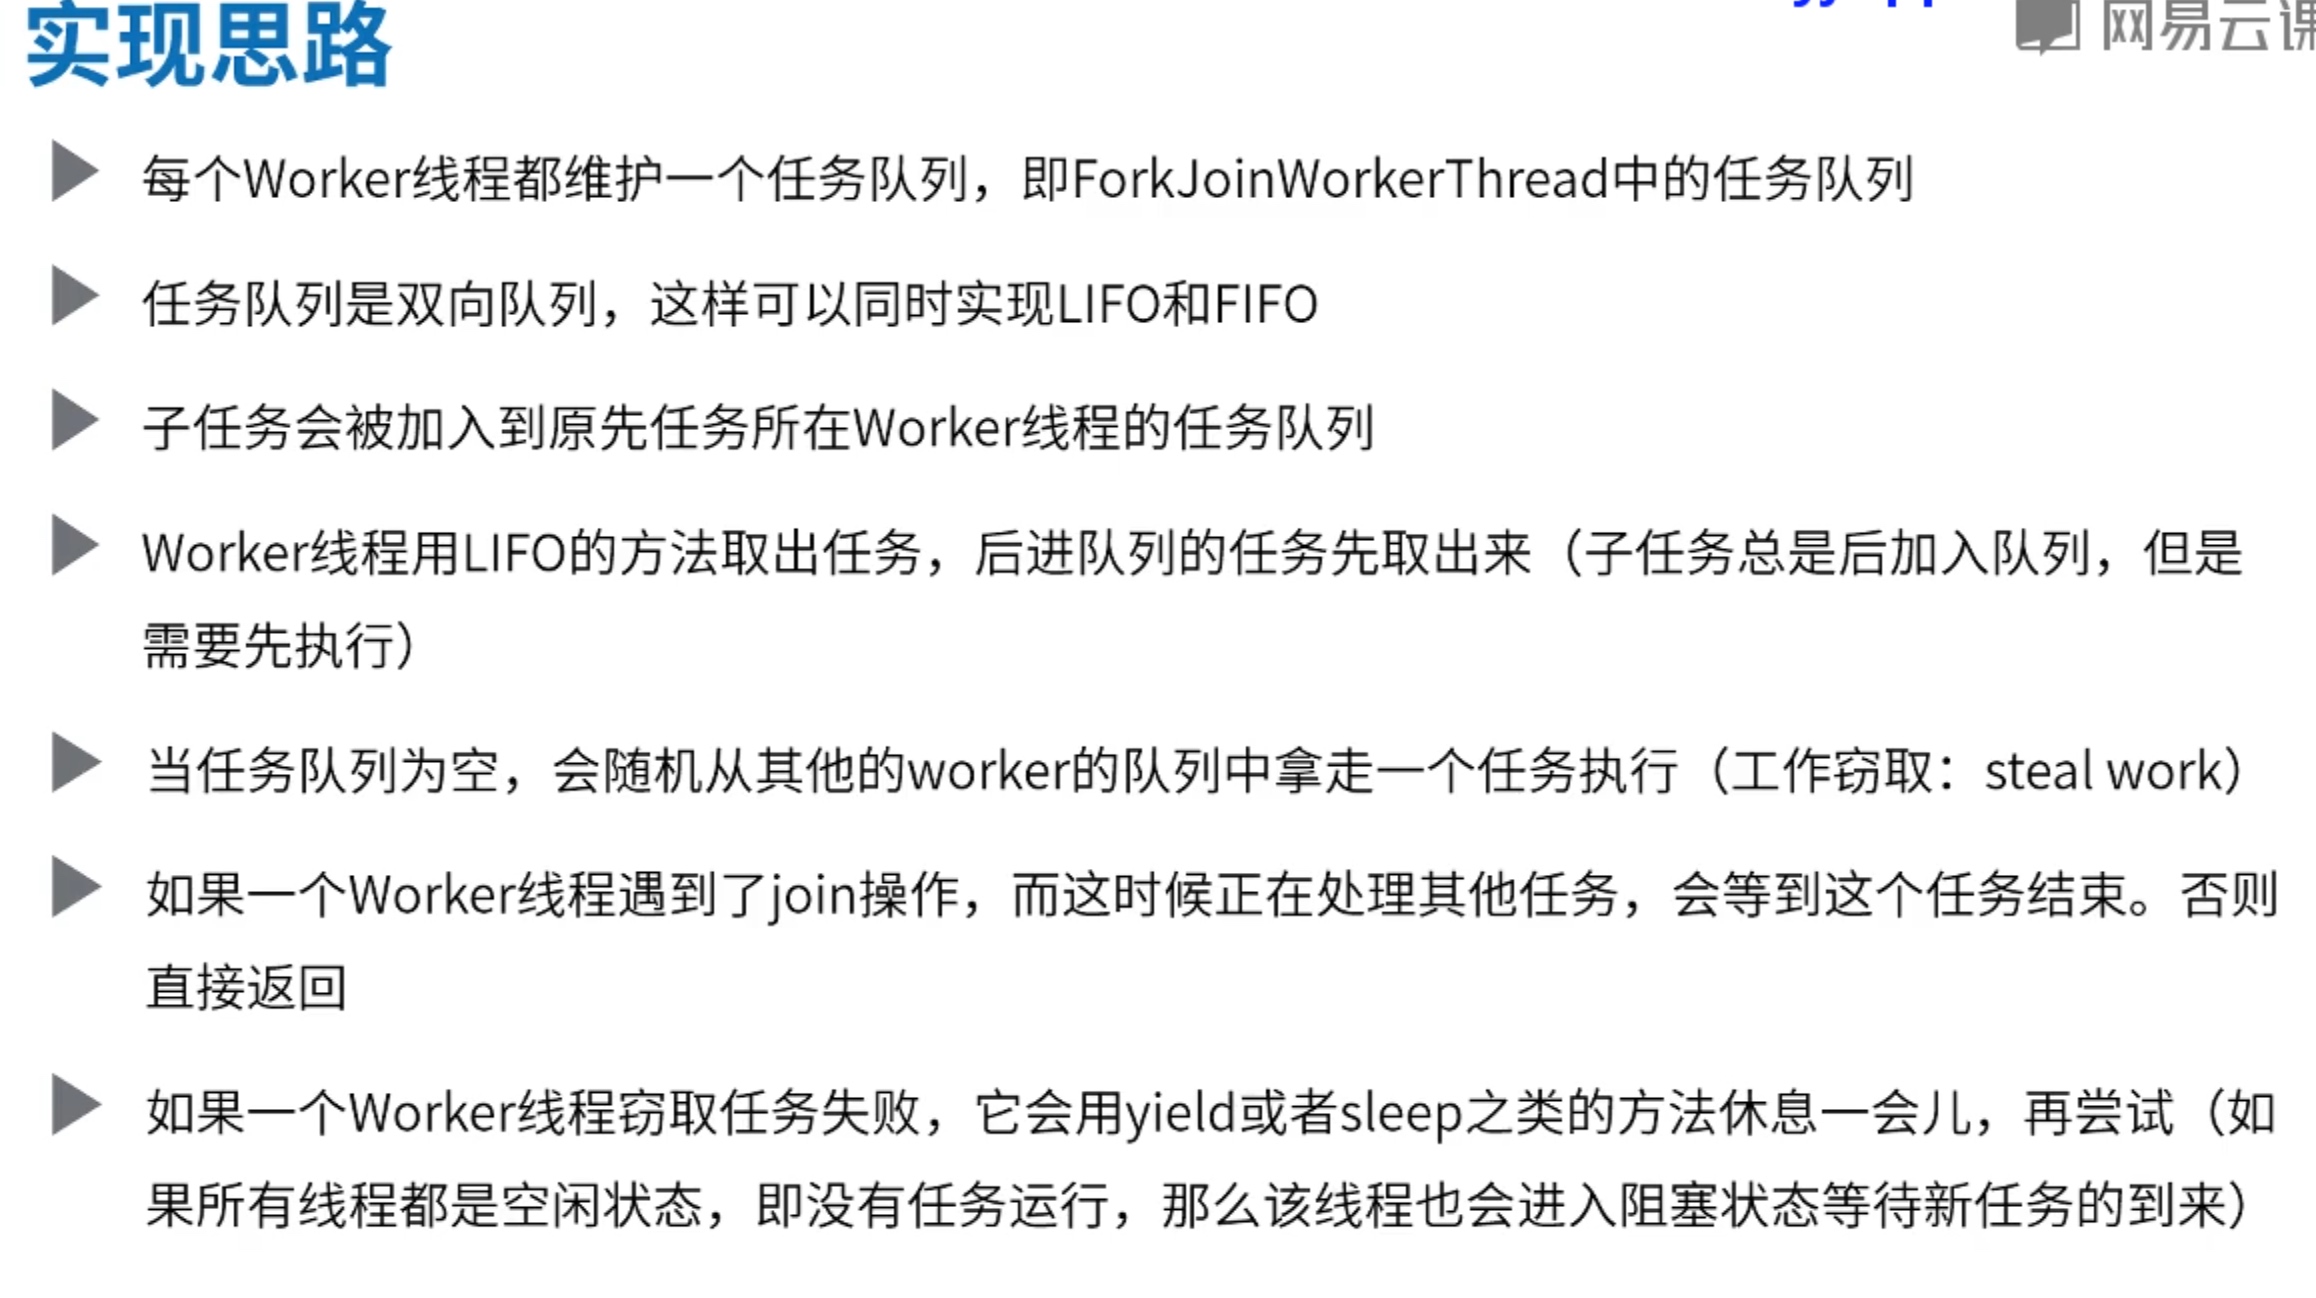 实现思路
网易云课
每个Worker线程都维护一个任务队列，即ForkJoinWorkerThread中的任务队列
任务队列是双向队列，这样可以同时实现LIFO和FIFO
子任务会被加入到原先任务所在Worker线程的任务队列
Worker线程用LIFO的方法取出任务，后进队列的任务先取出来（子任务总是后加入队列，但是
需要先执行）
当任务队列为空，会随机从其他的worker的队列中拿走一个任务执行（工作窃取：steal work）
如果一个Worker线程遇到了join操作，而这时候正在处理其他任务，会等到这个任务结束。否则
直接返回
如果一个Worker线程窃取任务失败，它会用yield或者sleep之类的方法休息一会儿，再尝试（如
果所有线程都是空闲状态，即没有任务运行，那么该线程也会进入阻塞状态等待新任务的到来）